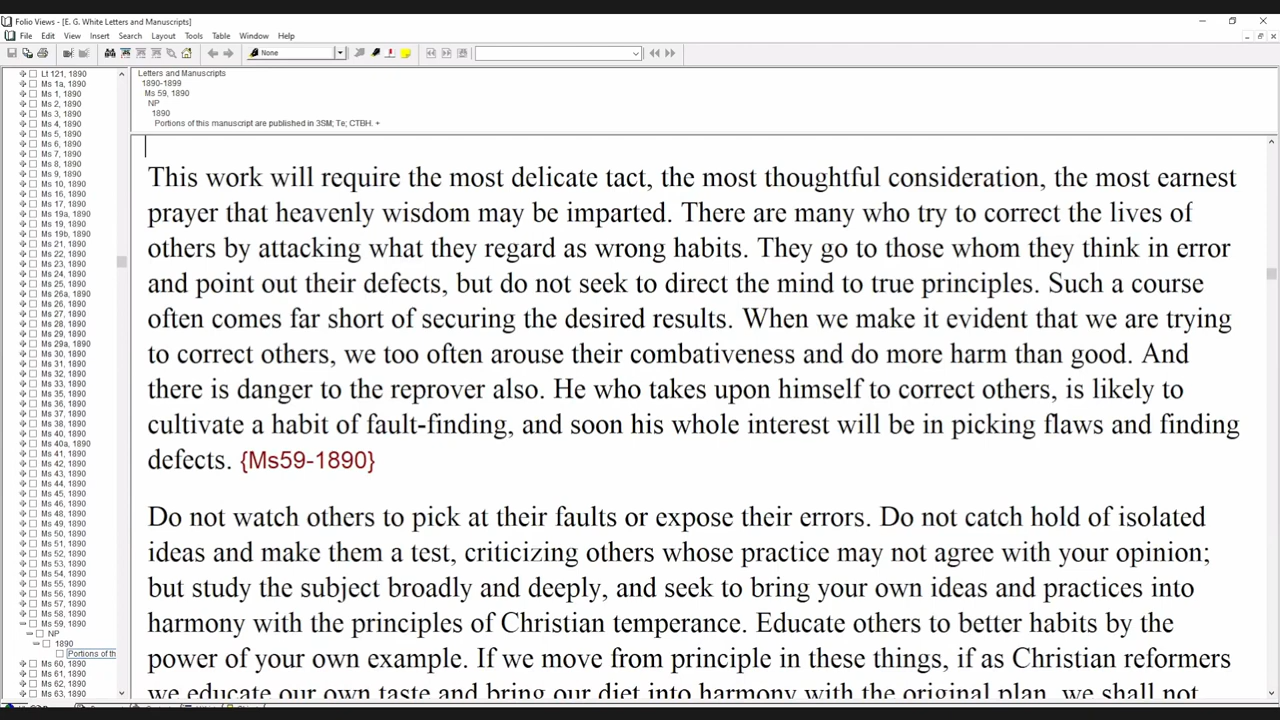 Folio Views - [E. G. White Letters and Manuscripts]
File Edit View Insert Search Layout Tools Table Window Help
None
Lt 121, 1890
Ms 1a, 1890
Ms 1, 1890
Ms 2, 1890
Ms 3, 1890
Ms 4, 1890
Ms 5, 1890
Ms 6, 1890
Ms 7, 1890
Ms 8, 1890
Ms 9, 1890
Ms 10, 1890
Ms 16, 1890
Ms 17, 1890
Ms 19a, 1890
Ms 19, 1890
Ms 19b, 1890
Ms 21, 1890
Ms 22, 1890
Ms 23, 1890
Ms 24, 1890
Ms 25, 1890
Ms 26a, 1890
Ms 26, 1890
Ms 27, 1890
Ms 28, 1890
Ms 29, 1890
Ms 29a, 1890
Ms 30, 1890
Ms 31, 1890
Ms 32, 1890
Ms 33, 1890
Ms 35, 1890
Ms 36, 1890
Ms 37, 1890
Ms 38, 1890
Ms 40, 1890
Ms 40a, 1890
Ms 41, 1890
Ms 42, 1890
Ms 43, 1890
Ms 44, 1890
Ms 45, 1890
Ms 46, 1890
Ms 48, 1890
Ms 49, 1890
Ms 50, 1890
Ms 51, 1890
Ms 52, 1890
Ms 53, 1890
Ms 54, 1890
Ms 55, 1890
Ms 56, 1890
Ms 57, 1890
Ms 58, 1890
Ms 59, 1890
NP
1890
Portions of th
Ms 60, 1890
Ms 61, 1890
Ms 62, 1890
Ms 63, 1890
Letters and Manuscripts
1890-1899
Ms 59, 1890
NP
1890
Portions of this manuscript are published in 3SM; Te; CTBH. +
This work will require the most delicate tact, the most thoughtful consideration, the most earnest
prayer that heavenly wisdom may be imparted. There are many who try to correct the lives of
others by attacking what they regard as wrong habits. They go to those whom they think in error
and point out their defects, but do not seek to direct the mind to true principles. Such a course
often comes far short of securing the desired results. When we make it evident that we are trying
to correct others, we too often arouse their combativeness and do more harm than good. And
there is danger to the reprover also. He who takes upon himself to correct others, is likely to
cultivate a habit of fault-finding, and soon his whole interest will be in picking flaws and finding
defects. {Ms59-1890}
Do not watch others to pick at their faults or expose their errors. Do not catch hold of isolated
ideas and make them a test, criticizing others whose practice may not agree with your opinion;
but study the subject broadly and deeply, and seek to bring your own ideas and practices into
harmony with the principles of Christian temperance. Educate others to better habits by the
power of your own example. If we move from principle in these things, if as Christian reformers
we educate our own taste and bring our diet into harmony with the original plan, we shall not